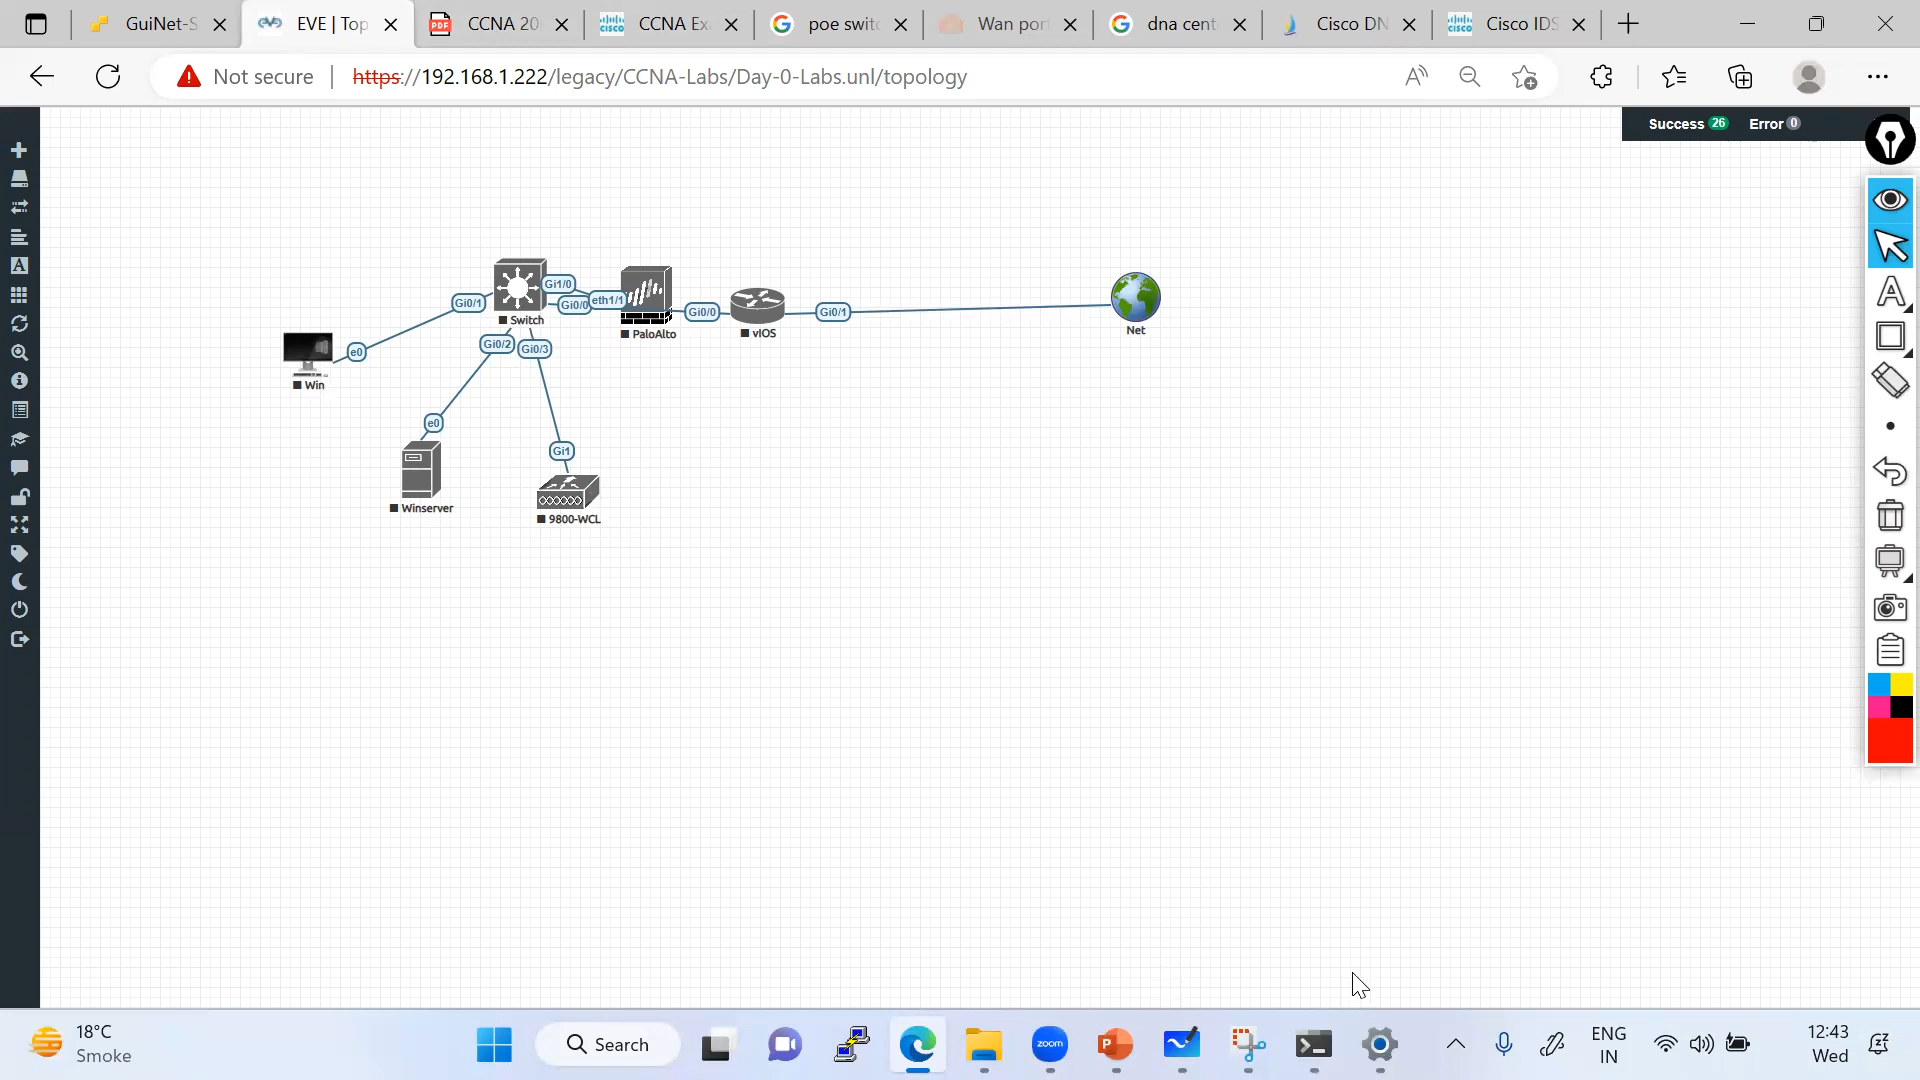 GuiNet-S
EVE | Top
CCNA 20
CCNA Ex
poe swit
Wan por
dna cent
Cisco DN
Cisco IDS
Not secure
https://192.168.1.222/legacy/CCNA-Labs/Day-0-Labs.unl/topology
Success 26 Error 0
Gi0/1
Gi1/0
Gi0/0
eth1/1
Gi0/0
Gi0/1
Switch
PaloAlto
vIOS
Net
e0
Win
Gi0/2
Gi0/3
e0
Gi1
Winserver
9800-WCL
A
A
18°C
Smoke
Search
zoom
ENG
IN
12:43
Wed